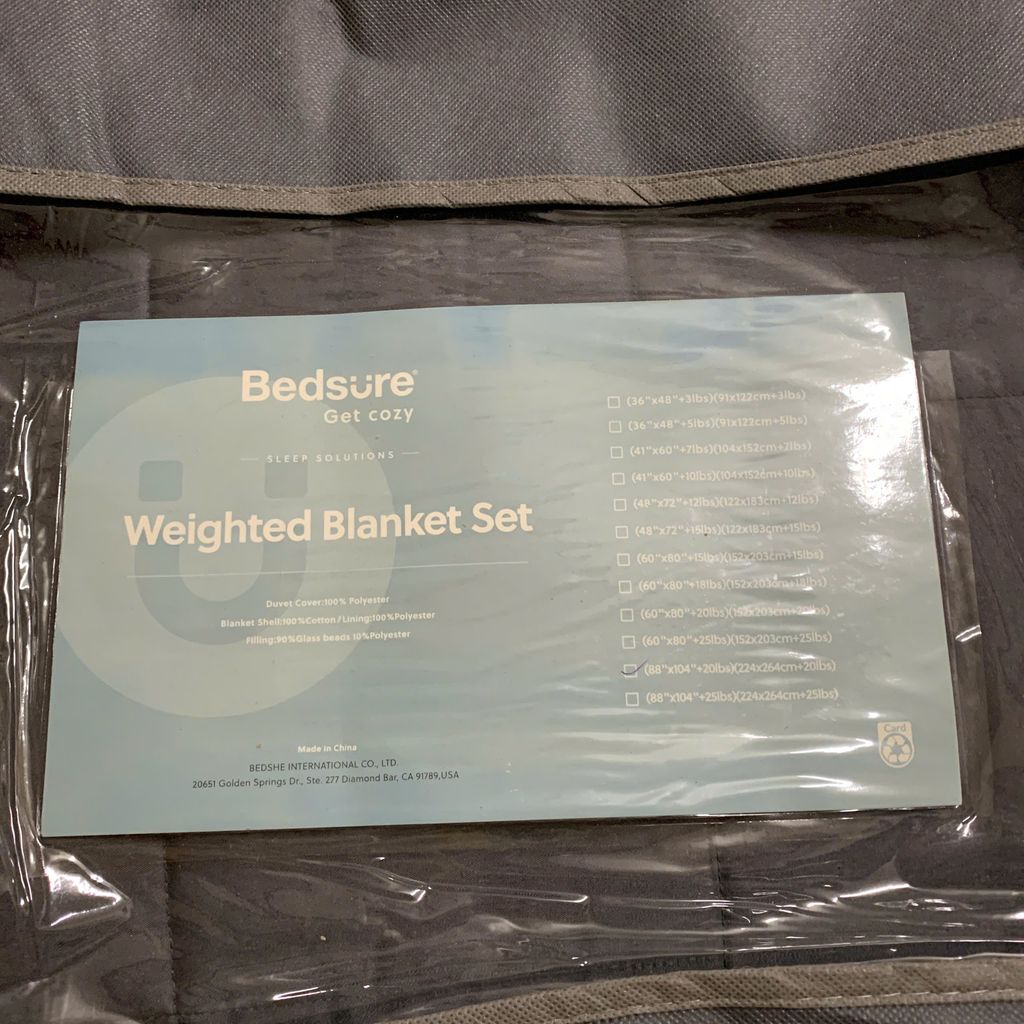 Bedsure®
Get cozy
SLEEP SOLUTIONS
Weighted Blanket Set
Duvet Cover:100% Polyester
Blanket Shell:100%Cotton/Lining:100%Polyester
Filling:90%Glass beads 10%Polyester
Made in China
BEDSHE INTERNATIONAL CO., LTD.
20651 Golden Springs Dr., Ste. 277 Diamond Bar, CA 91789,USA
(36"x48"+3lbs)(91x122cm+3lbs)
(36"x48"+5lbs)(91x122cm+5lbs)
(41"x60"+7lbs)(104x152cm+7lbs)
(41"x60"+10lbs)(104x152cm+10lbs)
(48"x72"+12lbs)(122x183cm+12lbs)
(48"x72"+15lbs)(122x183cm+15lbs)
(60"x80"+15lbs)(152x203cm+15lbs)
(60"x80"+18lbs)(152x203cm+18lbs)
(60"x80"+20lbs)(152x203cm+20lbs)
(60"x80"+25lbs)(152x203cm+25lbs)
(88"x104"+20lbs)(224x264cm+20lbs)
(88"x104"+25lbs)(224x264cm+25lbs)
Card